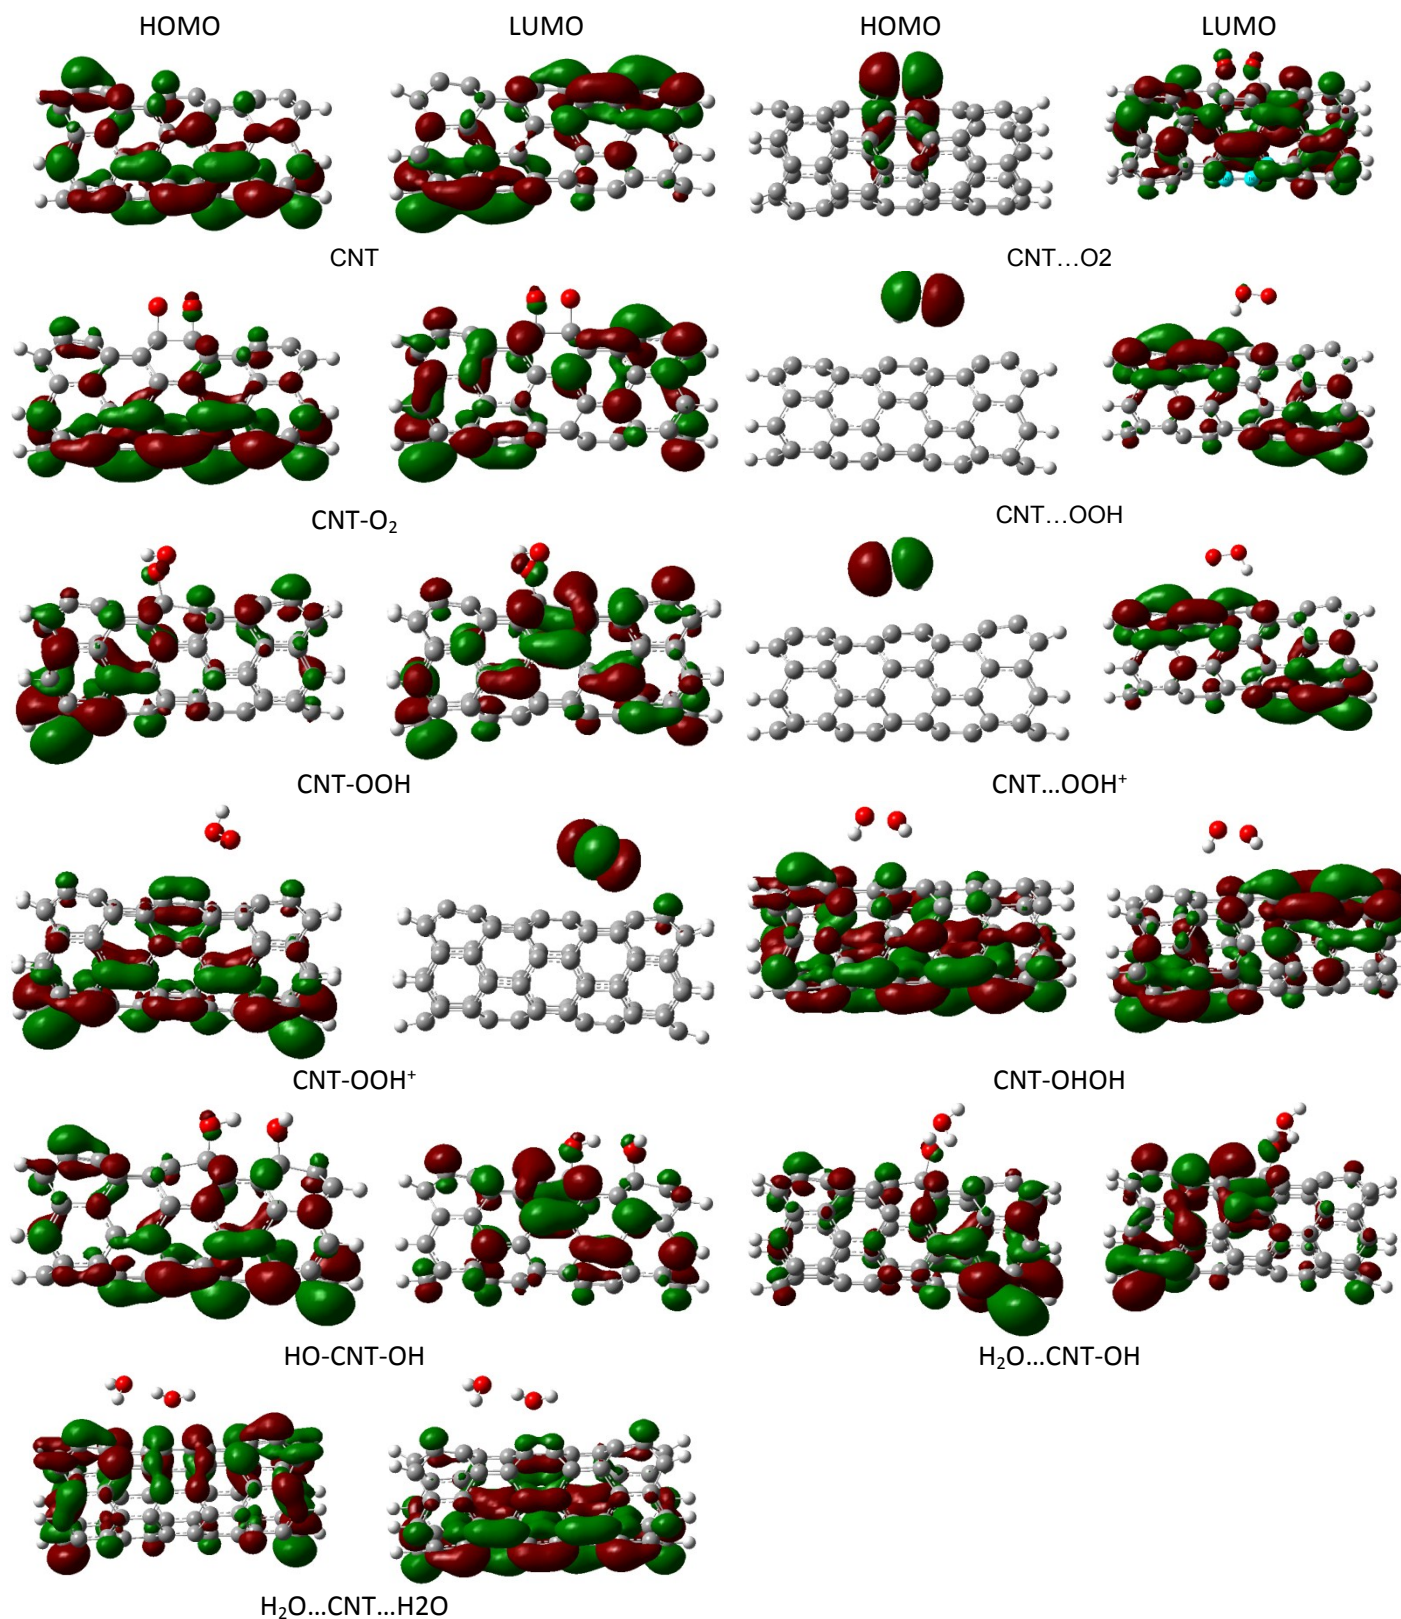 HOMO LUMO HOMO LUMO
CNT CNT…O2
CNT-O₂ CNT…OOH
CNT-OOH CNT…OOH⁺
CNT-OOH⁺ CNT-OHOH
HO-CNT-OH H₂O…CNT-OH
H₂O…CNT…H2O